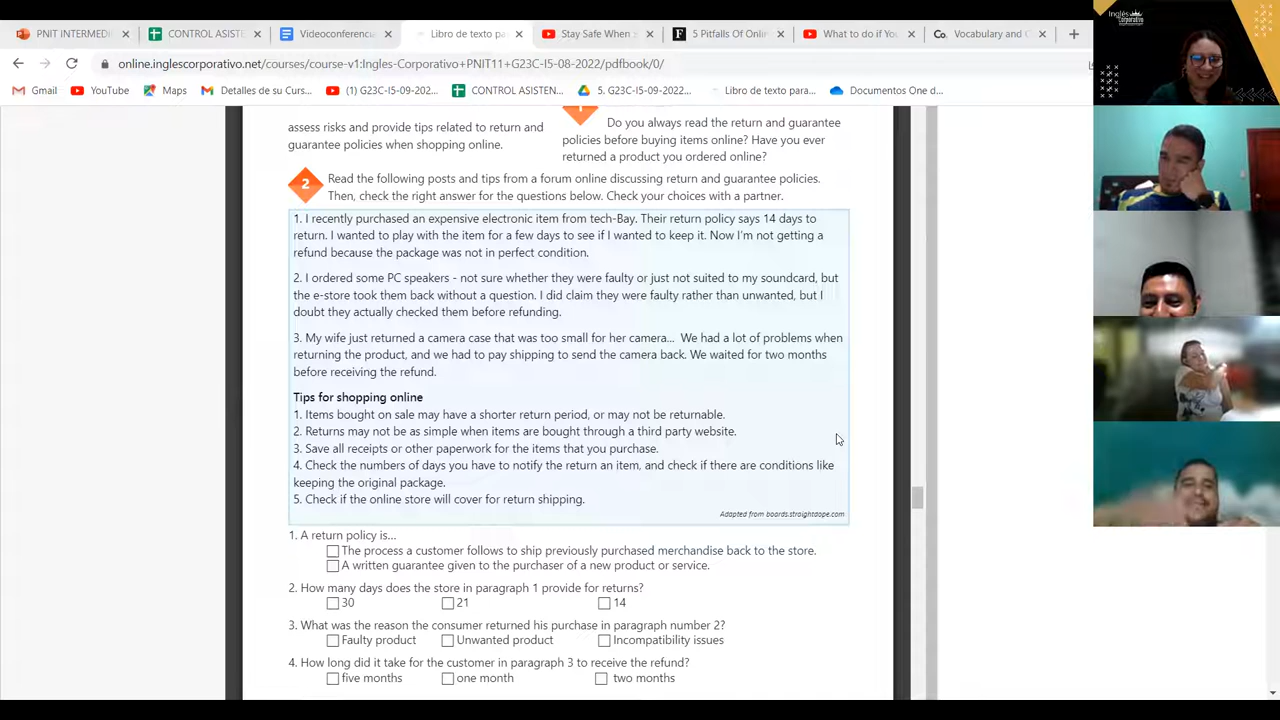 PNIT INTERMED
CONTROL ASISTE
Videoconferenc
Libro de texto pa
Stay Safe When
5 Pitfalls Of Onlin
What to do if You
Co. Vocabulary and C
online.inglescorporativo.net/courses/course-v1:Ingles-Corporativo+PNIT11+G23C-I5-08-2022/pdfbook/0/
Gmail
YouTube
Maps
Detalles de su Curs...
(1) G23C-I5-09-202...
CONTROL ASISTEN...
5. G23C-I5-09-2022...
Libro de texto para...
Documentos One d...
Inglés
Corporativo
assess risks and provide tips related to return and
guarantee policies when shopping online.
1
Do you always read the return and guarantee
policies before buying items online? Have you ever
returned a product you ordered online?
2
Read the following posts and tips from a forum online discussing return and guarantee policies.
Then, check the right answer for the questions below. Check your choices with a partner.
1. I recently purchased an expensive electronic item from tech-Bay. Their return policy says 14 days to
return. I wanted to play with the item for a few days to see if I wanted to keep it. Now I'm not getting a
refund because the package was not in perfect condition.
2. I ordered some PC speakers - not sure whether they were faulty or just not suited to my soundcard, but
the e-store took them back without a question. I did claim they were faulty rather than unwanted, but I
doubt they actually checked them before refunding.
3. My wife just returned a camera case that was too small for her camera... We had a lot of problems when
returning the product, and we had to pay shipping to send the camera back. We waited for two months
before receiving the refund.
Tips for shopping online
1. Items bought on sale may have a shorter return period, or may not be returnable.
2. Returns may not be as simple when items are bought through a third party website.
3. Save all receipts or other paperwork for the items that you purchase.
4. Check the numbers of days you have to notify the return an item, and check if there are conditions like
keeping the original package.
5. Check if the online store will cover for return shipping.
Adapted from boards.straightdope.com
1. A return policy is...
The process a customer follows to ship previously purchased merchandise back to the store.
A written guarantee given to the purchaser of a new product or service.
2. How many days does the store in paragraph 1 provide for returns?
30 21 14
3. What was the reason the consumer returned his purchase in paragraph number 2?
Faulty product Unwanted product Incompatibility issues
4. How long did it take for the customer in paragraph 3 to receive the refund?
five months one month two months